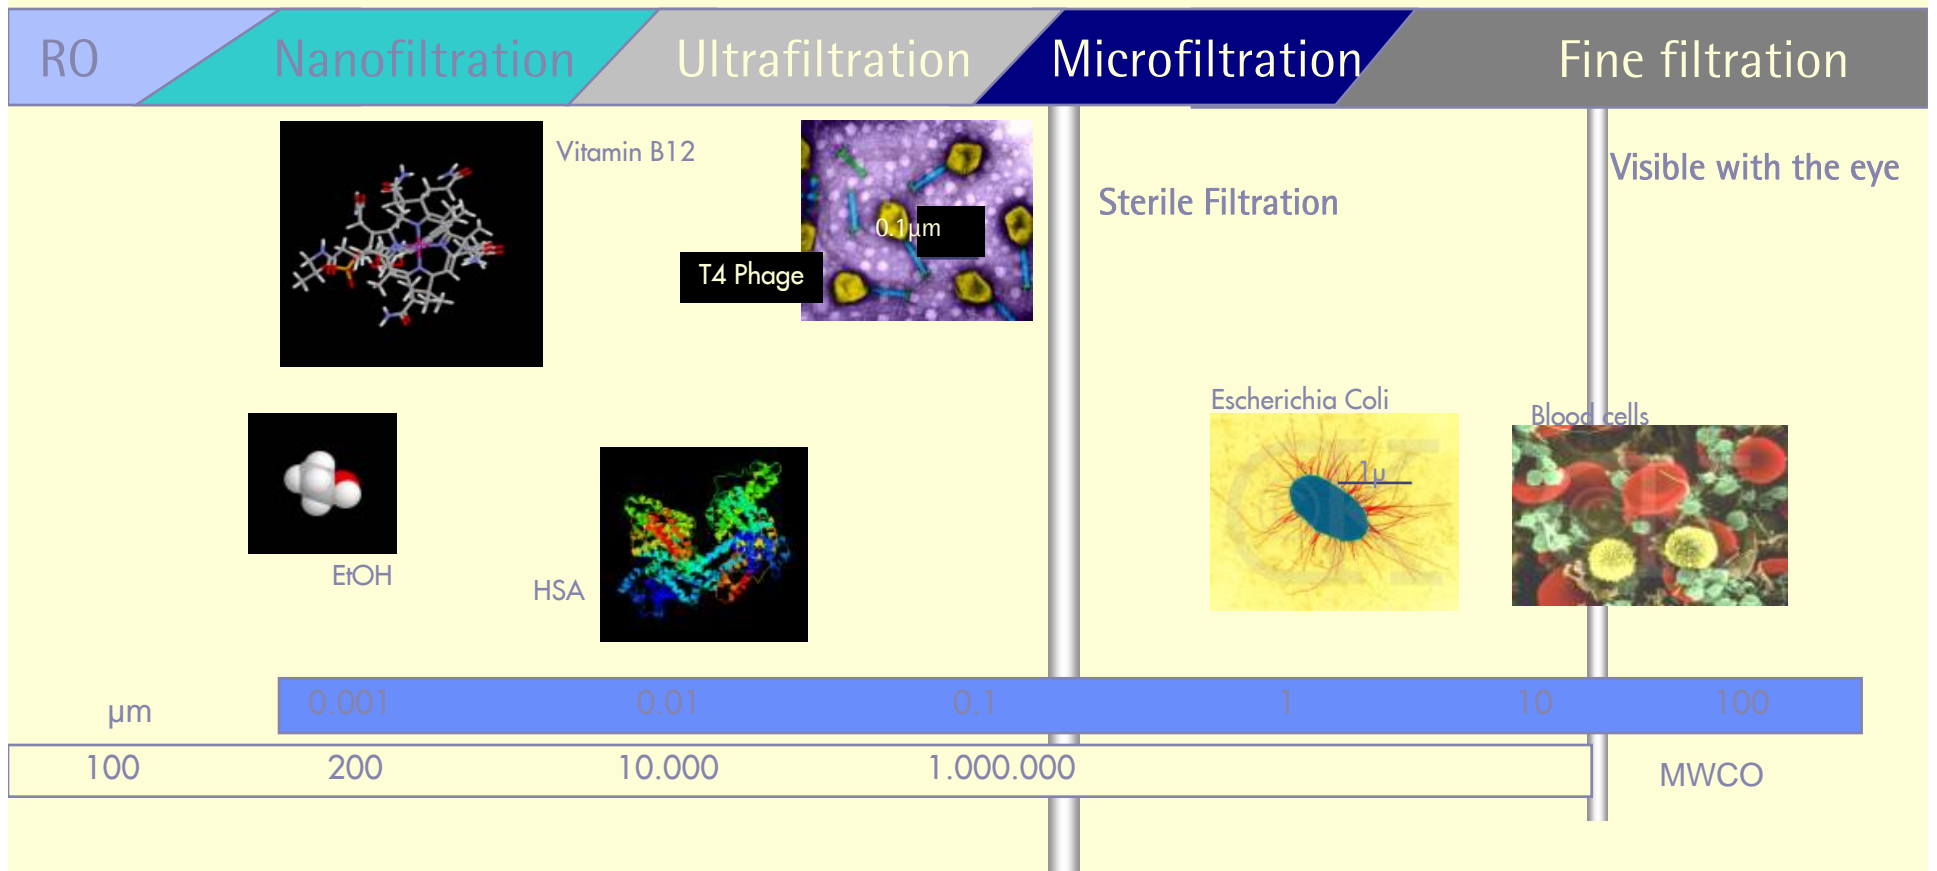 RO
Nanofiltration
Ultrafiltration
Microfiltration
Fine filtration
Vitamin B12
0.1µm
T4 Phage
Sterile Filtration
Visible with the eye
Escherichia Coli
1µ
Blood cells
EtOH
HSA
µm
0.001 0.01 0.1 1 10 100
100 200 10.000 1.000.000
MWCO